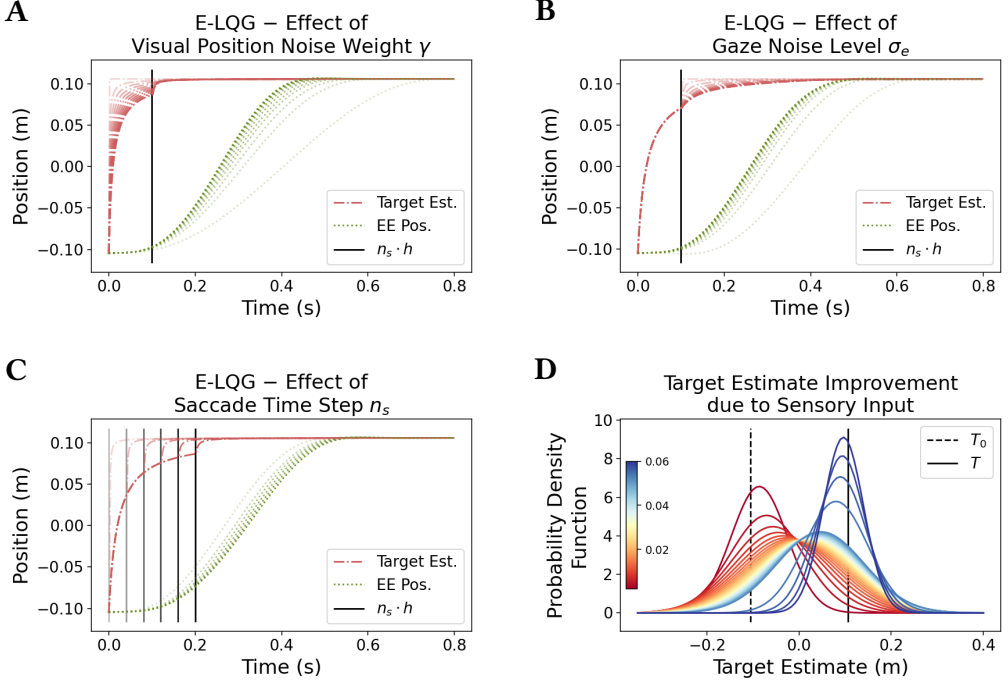 A
E-LQG − Effect of
Visual Position Noise Weight γ
Position (m)
0.10
0.05
0.00
−0.05
−0.10
Target Est.
EE Pos.
n_s · h
0.0 0.2 0.4 0.6 0.8
Time (s)
B
E-LQG − Effect of
Gaze Noise Level σ_e
Position (m)
0.10
0.05
0.00
−0.05
−0.10
Target Est.
EE Pos.
n_s · h
0.0 0.2 0.4 0.6 0.8
Time (s)
C
E-LQG − Effect of
Saccade Time Step n_s
Position (m)
0.10
0.05
0.00
−0.05
−0.10
Target Est.
EE Pos.
n_s · h
0.0 0.2 0.4 0.6 0.8
Time (s)
D
Target Estimate Improvement
due to Sensory Input
Probability Density
Function
10
8
6
4
2
0
0.06
0.04
0.02
T_0
T
−0.2 0.0 0.2 0.4
Target Estimate (m)